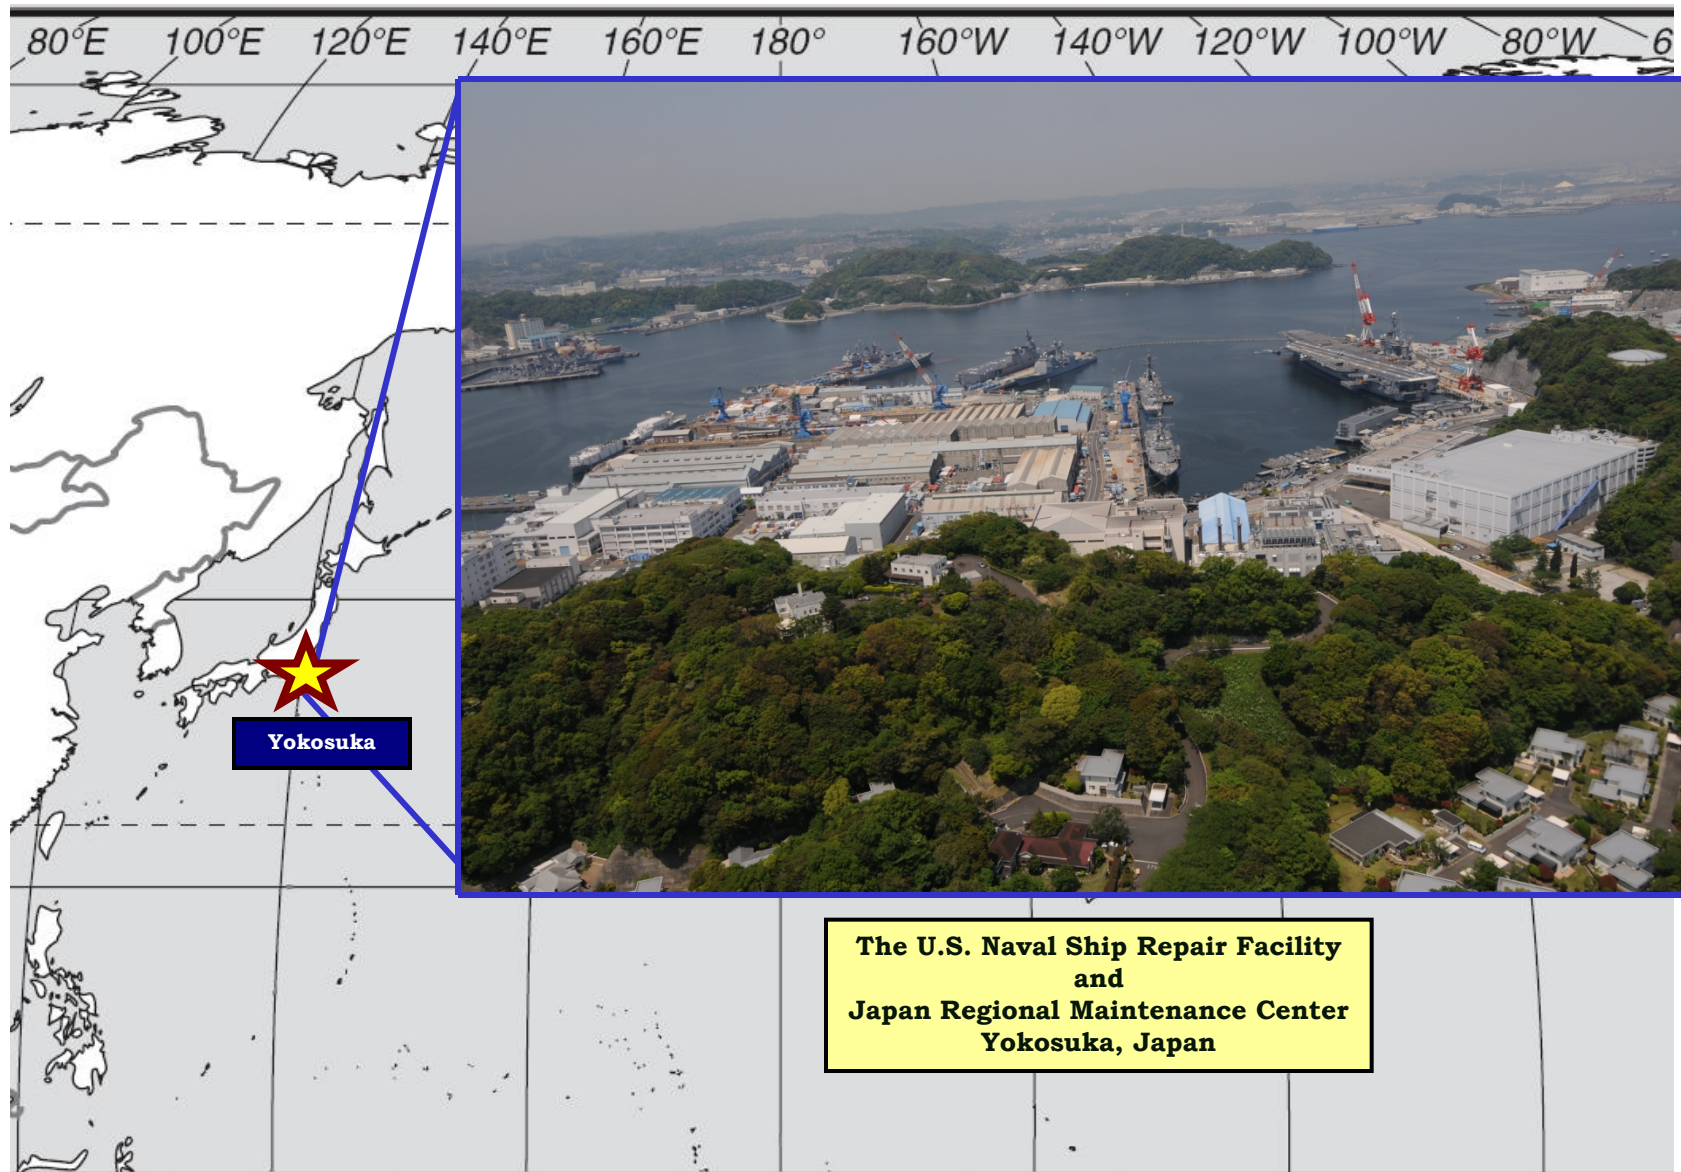 80°E 100°E 120°E 140°E 160°E 180° 160°W 140°W 120°W 100°W 80°W 6
Yokosuka
The U.S. Naval Ship Repair Facility
and
Japan Regional Maintenance Center
Yokosuka, Japan